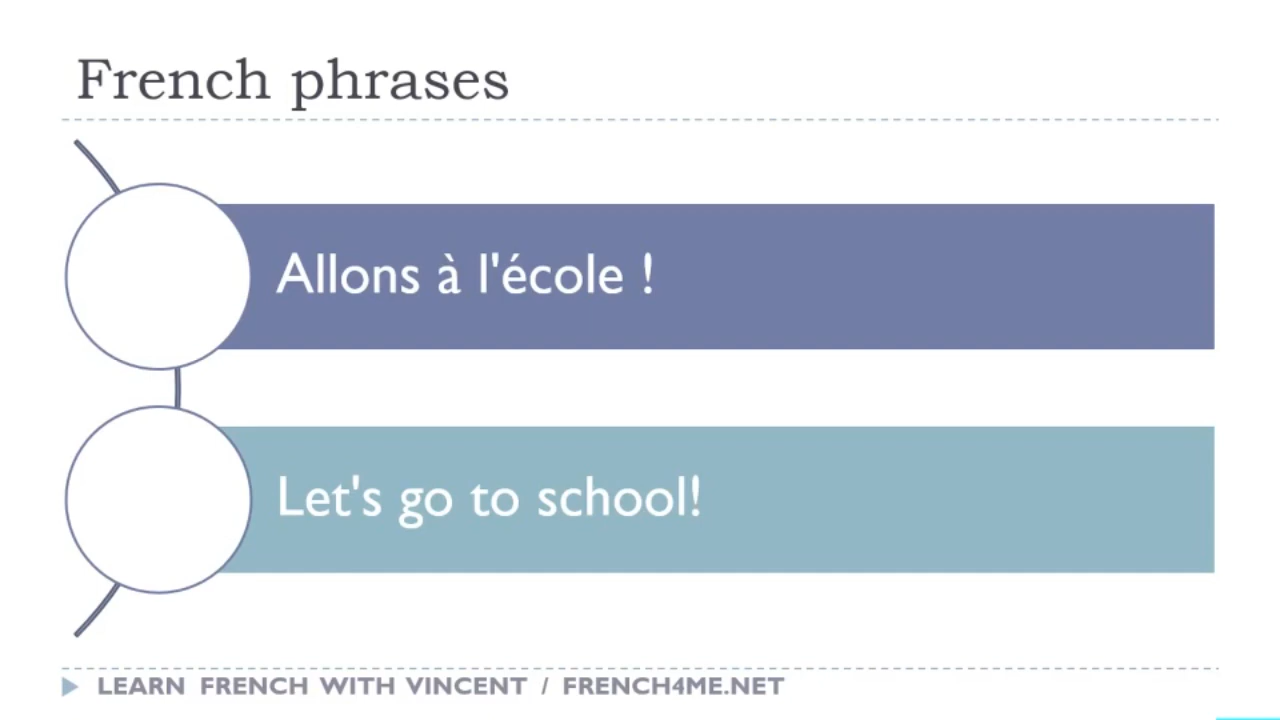 French phrases
Allons à l'école !
Let's go to school!
LEARN FRENCH WITH VINCENT / FRENCH4ME.NET